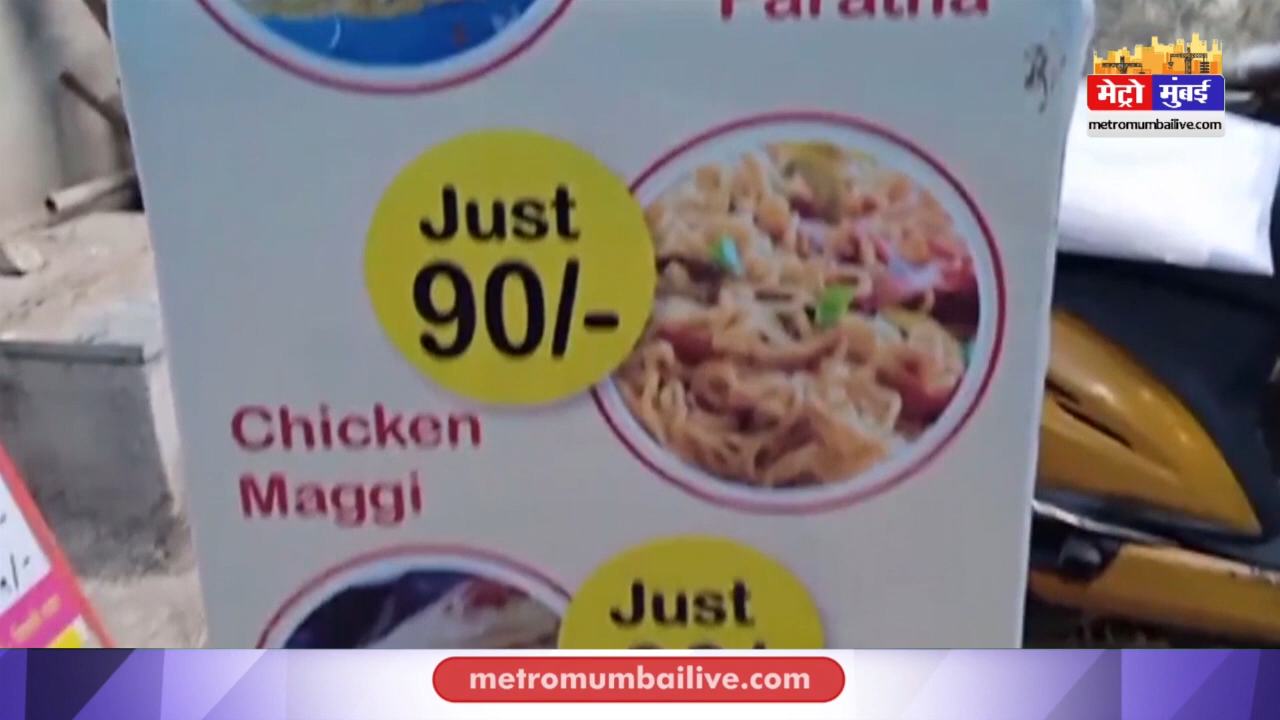 Paratha
मेट्रो मुंबई
metromumbailive.com
Just
90/-
Chicken
Maggi
Just
metromumbailive.com